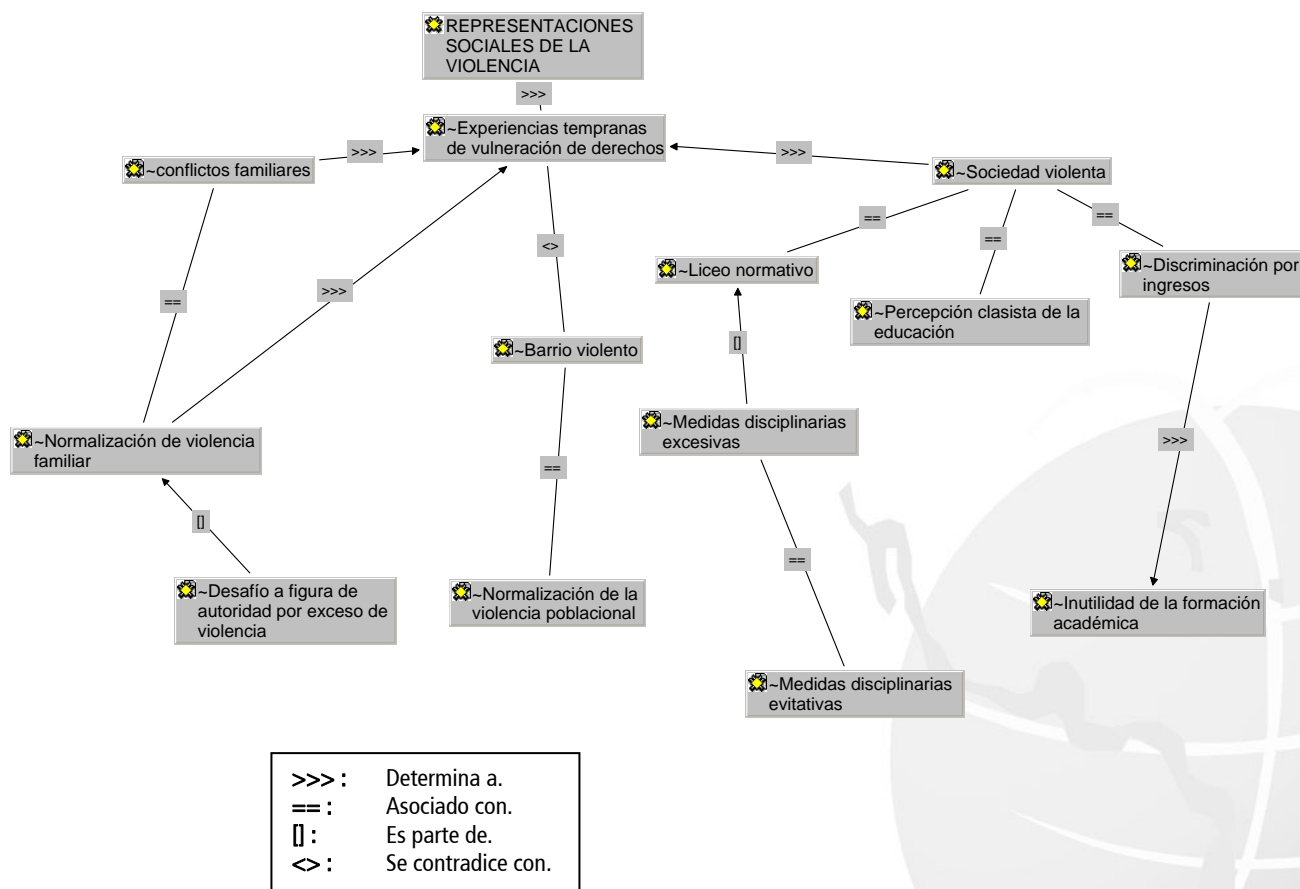 REPRESENTACIONES
SOCIALES DE LA
VIOLENCIA
>>>
~Experiencias tempranas
de vulneración de derechos
>>>
>>>
~conflictos familiares
~Sociedad violenta
==
==
==
<>
~Liceo normativo
~Discriminación por
ingresos
>>>
==
~Percepción clasista de la
educación
[]
~Barrio violento
~Normalización de violencia
familiar
~Medidas disciplinarias
excesivas
>>>
==
[]
==
~Desafío a figura de
autoridad por exceso de
violencia
~Normalización de la
violencia poblacional
~Inutilidad de la formación
académica
~Medidas disciplinarias
evitativas
>>> : Determina a.
== : Asociado con.
[] : Es parte de.
<> : Se contradice con.